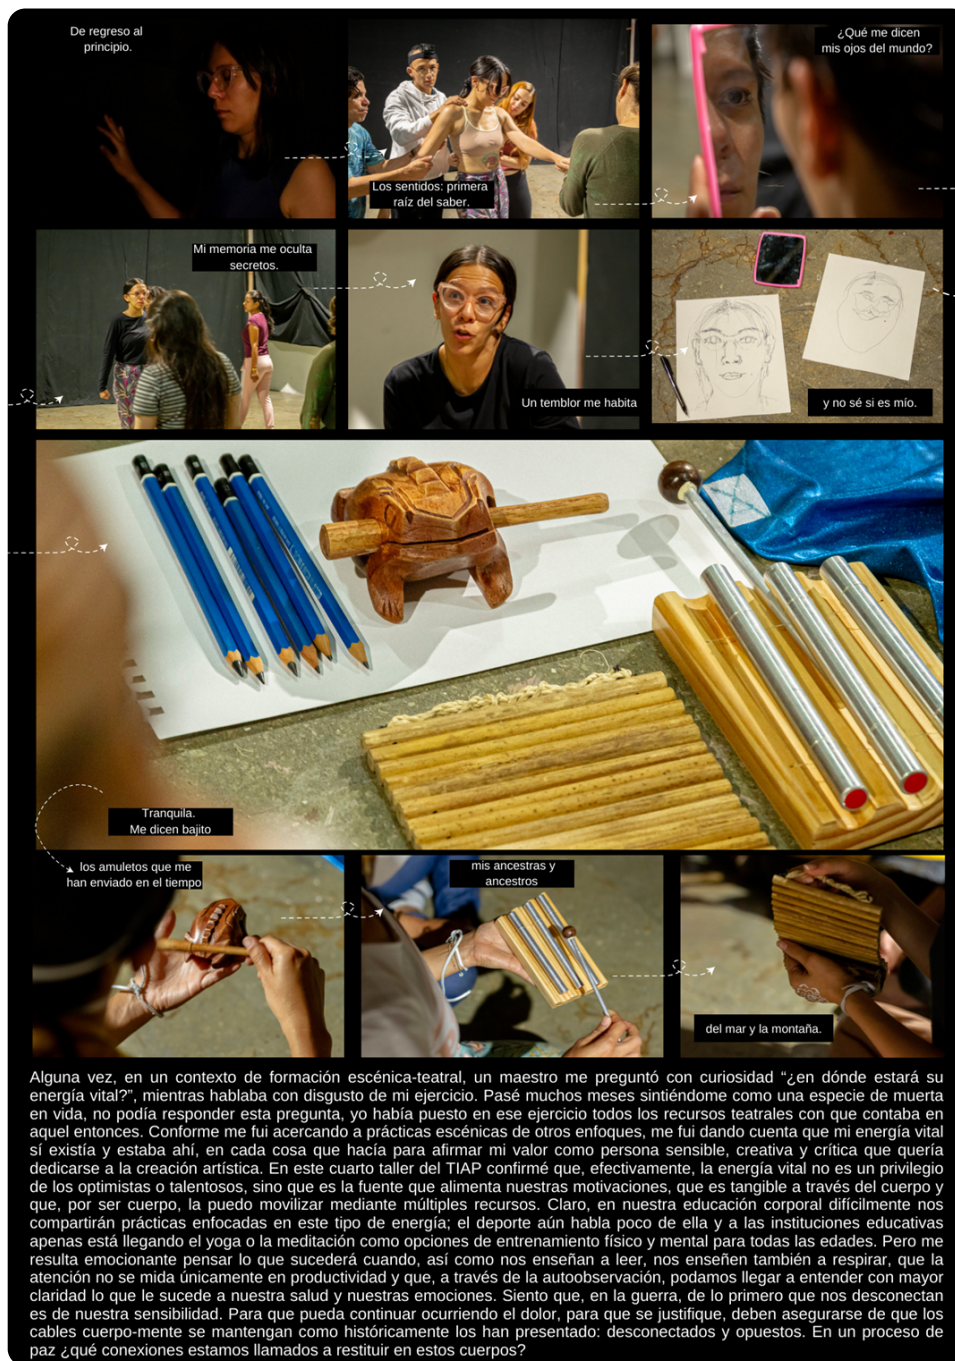 De regreso al
principio.
Los sentidos: primera
raíz del saber.
¿Qué me dicen
mis ojos del mundo?
Mi memoria me oculta
secretos.
Un temblor me habita
y no sé si es mío.
Tranquila.
Me dicen bajito
los amuletos que me
han enviado en el tiempo
mis ancestras y
ancestros
del mar y la montaña.
Alguna vez, en un contexto de formación escénica-teatral, un maestro me preguntó con curiosidad “¿en dónde estará su
energía vital?”, mientras hablaba con disgusto de mi ejercicio. Pasé muchos meses sintiéndome como una especie de muerta
en vida, no podía responder esta pregunta, yo había puesto en ese ejercicio todos los recursos teatrales con que contaba en
aquel entonces. Conforme me fui acercando a prácticas escénicas de otros enfoques, me fui dando cuenta que mi energía vital
sí existía y estaba ahí, en cada cosa que hacía para afirmar mi valor como persona sensible, creativa y crítica que quería
dedicarse a la creación artística. En este cuarto taller del TIAP confirmé que, efectivamente, la energía vital no es un privilegio
de los optimistas o talentosos, sino que es la fuente que alimenta nuestras motivaciones, que es tangible a través del cuerpo y
que, por ser cuerpo, la puedo movilizar mediante múltiples recursos. Claro, en nuestra educación corporal difícilmente nos
compartirán prácticas enfocadas en este tipo de energía; el deporte aún habla poco de ella y a las instituciones educativas
apenas está llegando el yoga o la meditación como opciones de entrenamiento físico y mental para todas las edades. Pero me
resulta emocionante pensar lo que sucederá cuando, así como nos enseñan a leer, nos enseñen también a respirar, que la
atención no se mida únicamente en productividad y que, a través de la autoobservación, podamos llegar a entender con mayor
claridad lo que le sucede a nuestra salud y nuestras emociones. Siento que, en la guerra, de lo primero que nos desconectan
es de nuestra sensibilidad. Para que pueda continuar ocurriendo el dolor, para que se justifique, deben asegurarse de que los
cables cuerpo-mente se mantengan como históricamente los han presentado: desconectados y opuestos. En un proceso de
paz ¿qué conexiones estamos llamados a restituir en estos cuerpos?